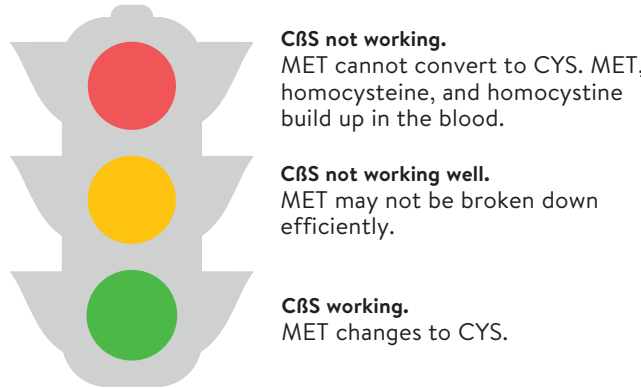 CßS not working.
MET cannot convert to CYS. MET,
homocysteine, and homocystine
build up in the blood.
CßS not working well.
MET may not be broken down
efficiently.
CßS working.
MET changes to CYS.